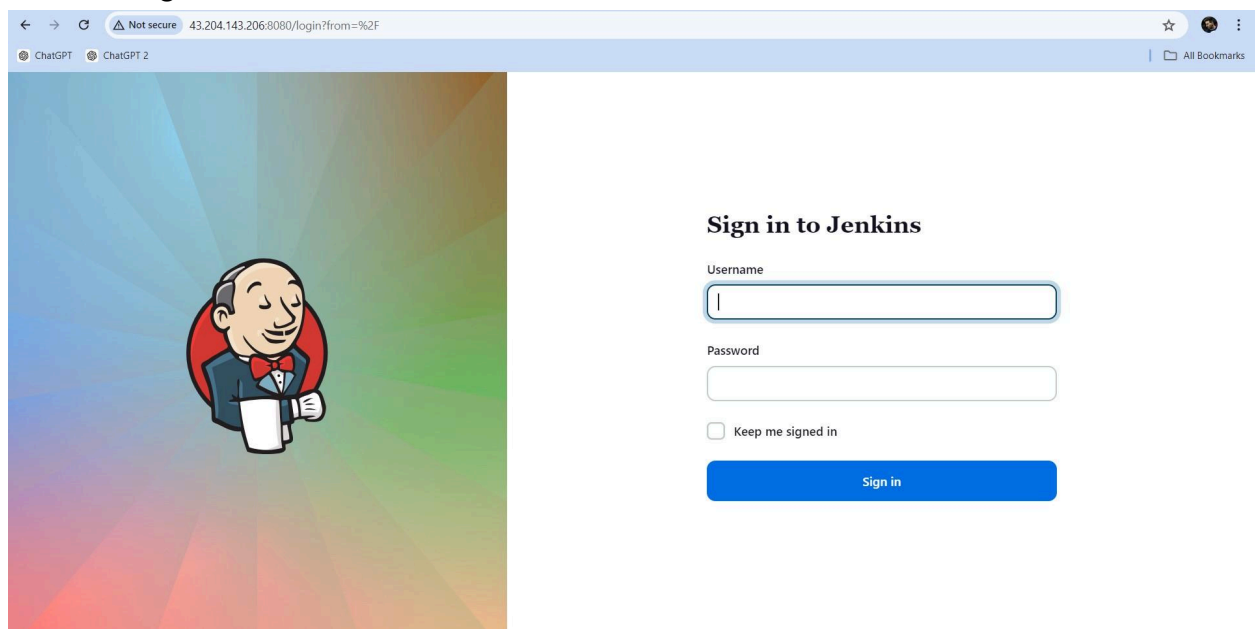 Not secure 43.204.143.206:8080/login?from=%2F
ChatGPT ChatGPT 2 All Bookmarks
Sign in to Jenkins
Username
Password
Keep me signed in
Sign in